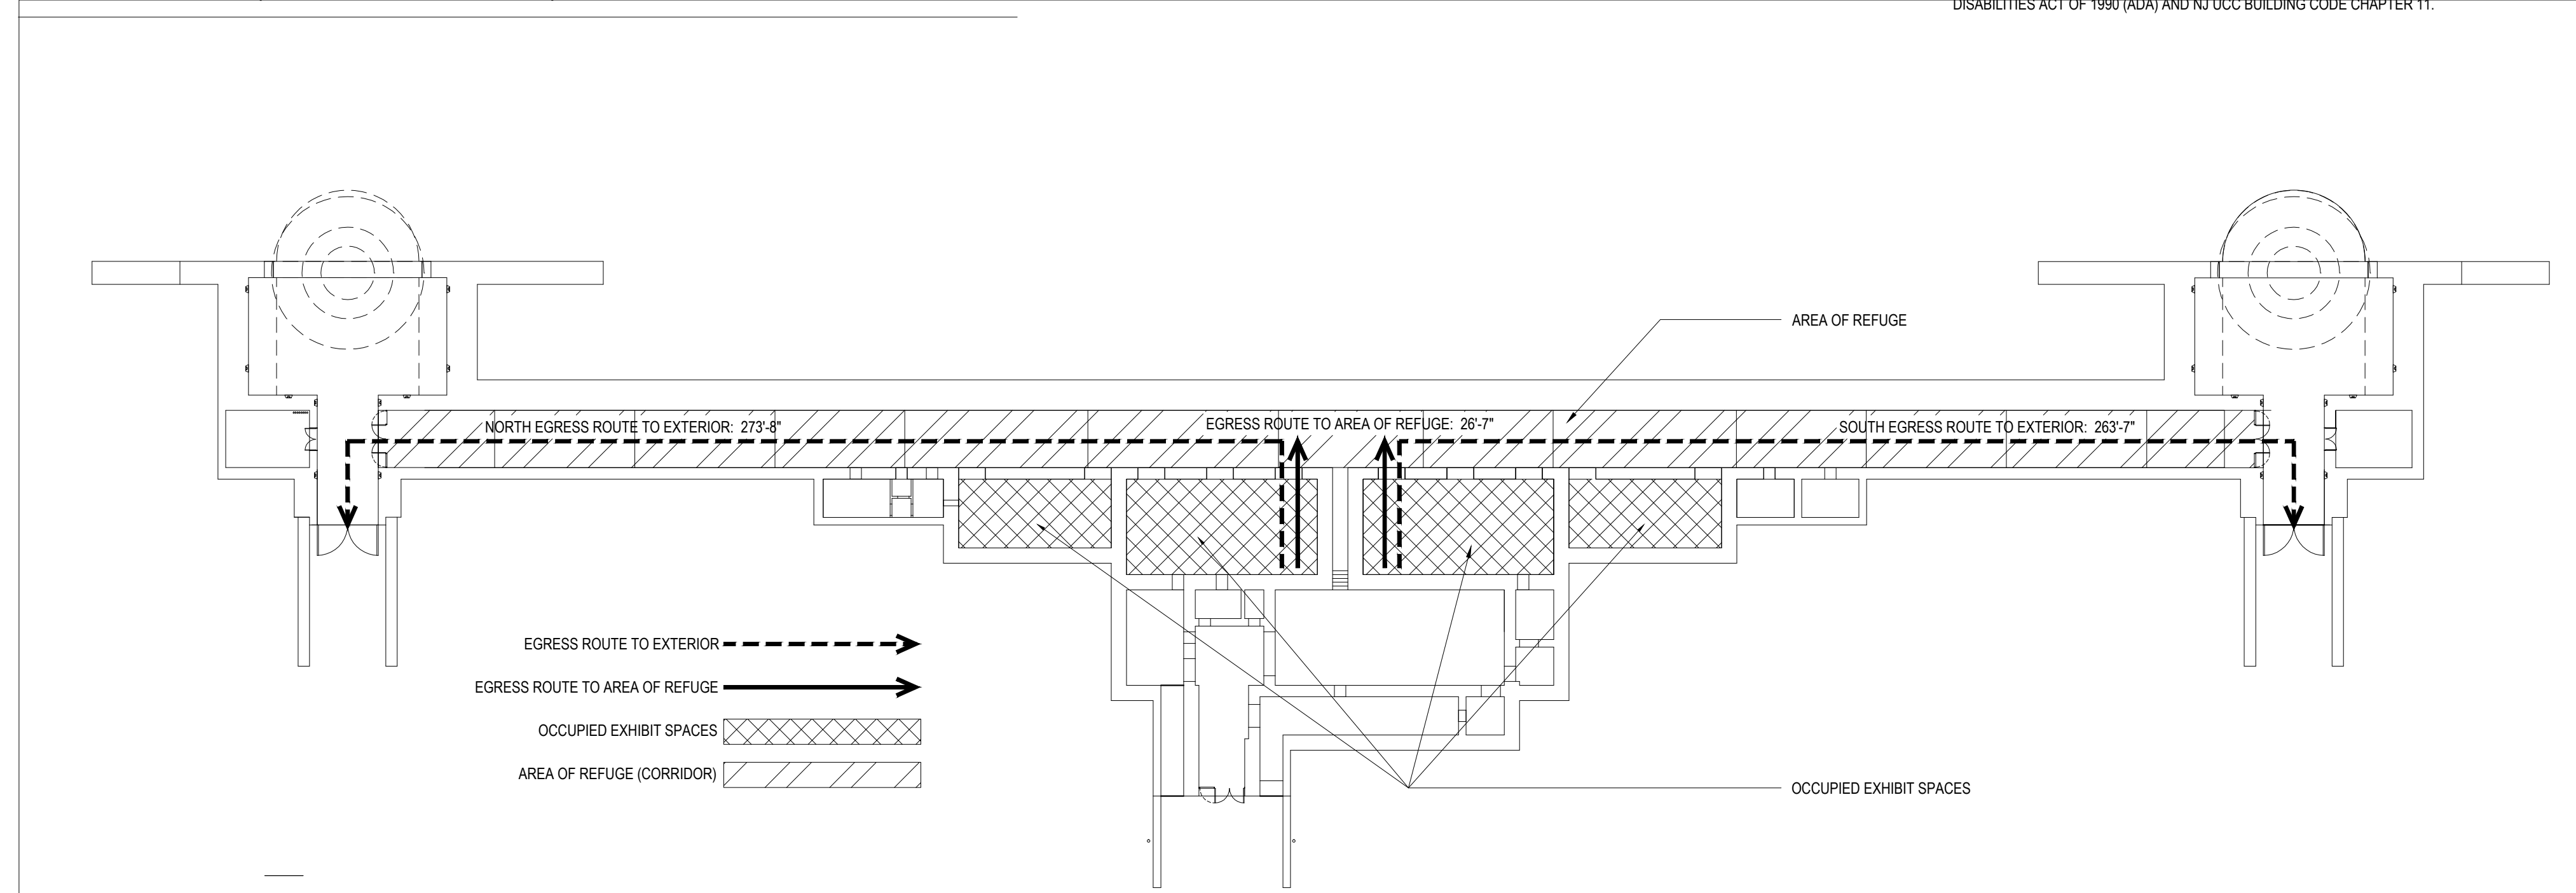 DISABILITIES ACT OF 1990 (ADA) AND NJ UCC BUILDING CODE CHAPTER 11.
AREA OF REFUGE
NORTH EGRESS ROUTE TO EXTERIOR: 273'-8"
EGRESS ROUTE TO AREA OF REFUGE: 26'-7"
SOUTH EGRESS ROUTE TO EXTERIOR: 263'-7"
EGRESS ROUTE TO EXTERIOR
EGRESS ROUTE TO AREA OF REFUGE
OCCUPIED EXHIBIT SPACES
AREA OF REFUGE (CORRIDOR)
OCCUPIED EXHIBIT SPACES